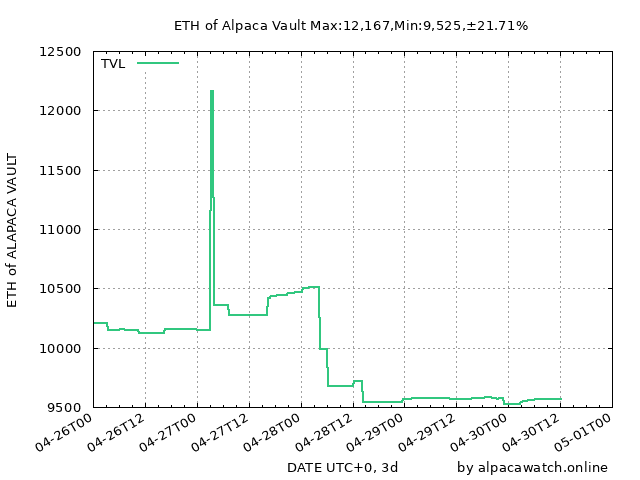 ETH of Alpaca Vault Max:12,167,Min:9,525,±21.71%
TVL
ETH of ALAPACA VAULT
12500
12000
11500
11000
10500
10000
9500
04-26T00
04-26T12
04-27T00
04-27T12
04-28T00
04-28T12
04-29T00
04-29T12
04-30T00
04-30T12
05-01T00
DATE UTC+0, 3d
by alpacawatch.online